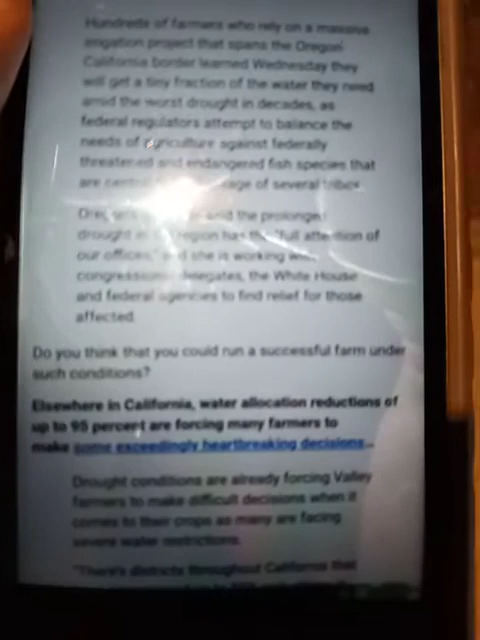 Hundreds of farmers who rely on a massive
irrigation project that spans the Oregon
California border learned Wednesday they
will get a tiny fraction of the water they need
amid the worst drought in decades, as
federal regulators attempt to balance the
needs of agriculture against federally
threatened and endangered fish species that
are of several tribes
and the prolonged
drought in region has "full attention of
our offices," she is working
congressional delegates, the White House
and federal agencies to find relief for those
affected.
Do you think that you could run a successful farm under
such conditions?
Elsewhere in California, water allocation reductions of
up to 95 percent are forcing many farmers to
make some exceedingly heartbreaking decisions...
Drought conditions are already forcing Valley
farmers to make difficult decisions when it
comes to their crops as many are facing
severe water restrictions.
"There's districts throughout California that